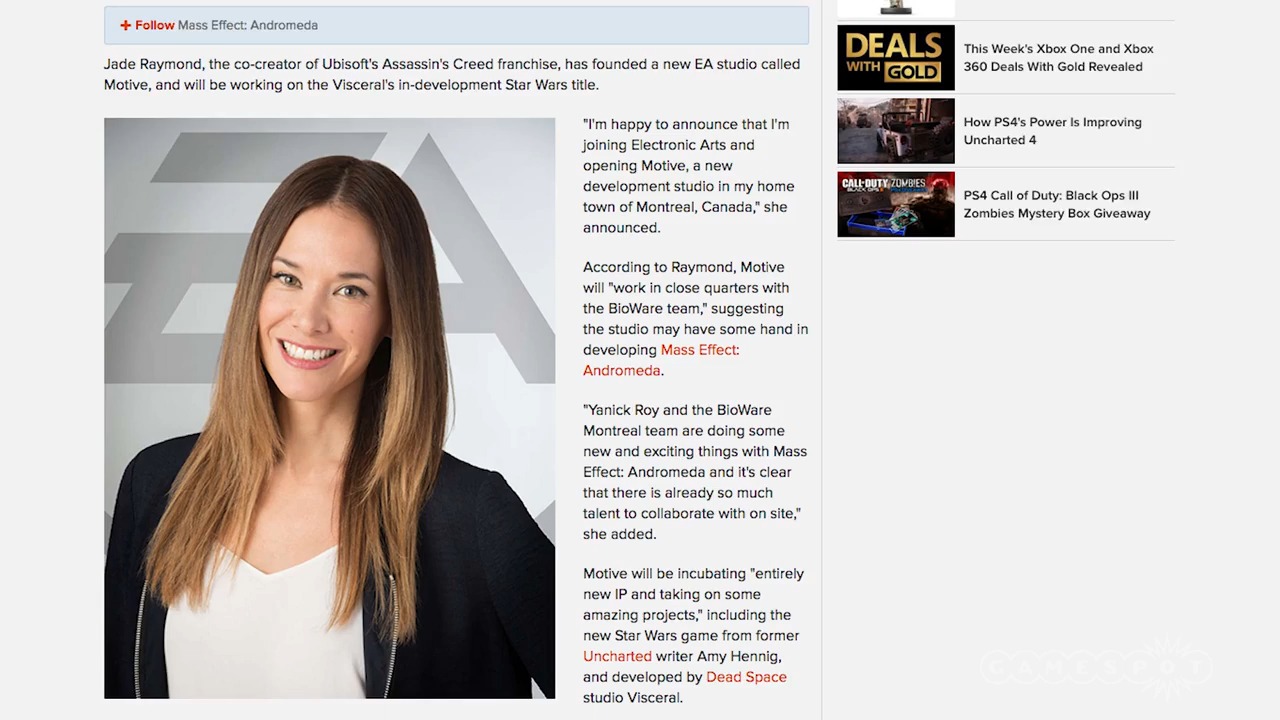 + Follow Mass Effect: Andromeda
Jade Raymond, the co-creator of Ubisoft's Assassin's Creed franchise, has founded a new EA studio called
Motive, and will be working on the Visceral's in-development Star Wars title.
EA
"I'm happy to announce that I'm
joining Electronic Arts and
opening Motive, a new
development studio in my home
town of Montreal, Canada," she
announced.
According to Raymond, Motive
will "work in close quarters with
the BioWare team," suggesting
the studio may have some hand in
developing Mass Effect:
Andromeda.
"Yanick Roy and the BioWare
Montreal team are doing some
new and exciting things with Mass
Effect: Andromeda and it's clear
that there is already so much
talent to collaborate with on site,"
she added.
Motive will be incubating "entirely
new IP and taking on some
amazing projects," including the
new Star Wars game from former
Uncharted writer Amy Hennig,
and developed by Dead Space
studio Visceral.
DEALS
WITH GOLD
This Week's Xbox One and Xbox
360 Deals With Gold Revealed
How PS4's Power Is Improving
Uncharted 4
CALL OF DUTY ZOMBIES
PS4 Call of Duty: Black Ops III
Zombies Mystery Box Giveaway
GAMESPOT